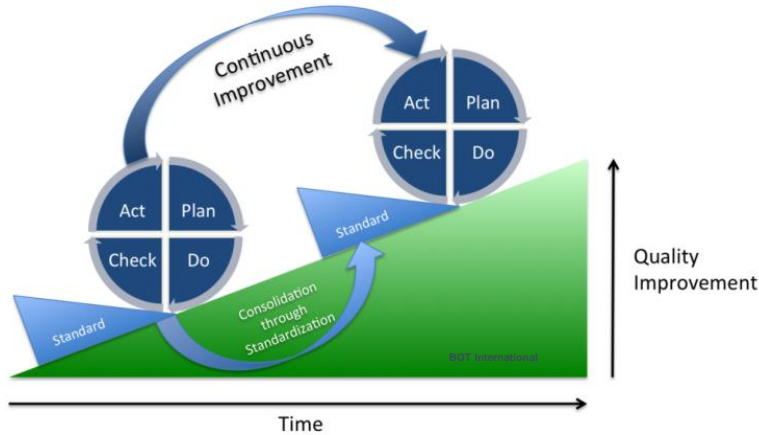 Continuous
Improvement
Act
Plan
Check
Do
Act
Plan
Check
Do
Standard
Standard
Consolidation
through
Standardization
Quality
Improvement
BOT International
Time